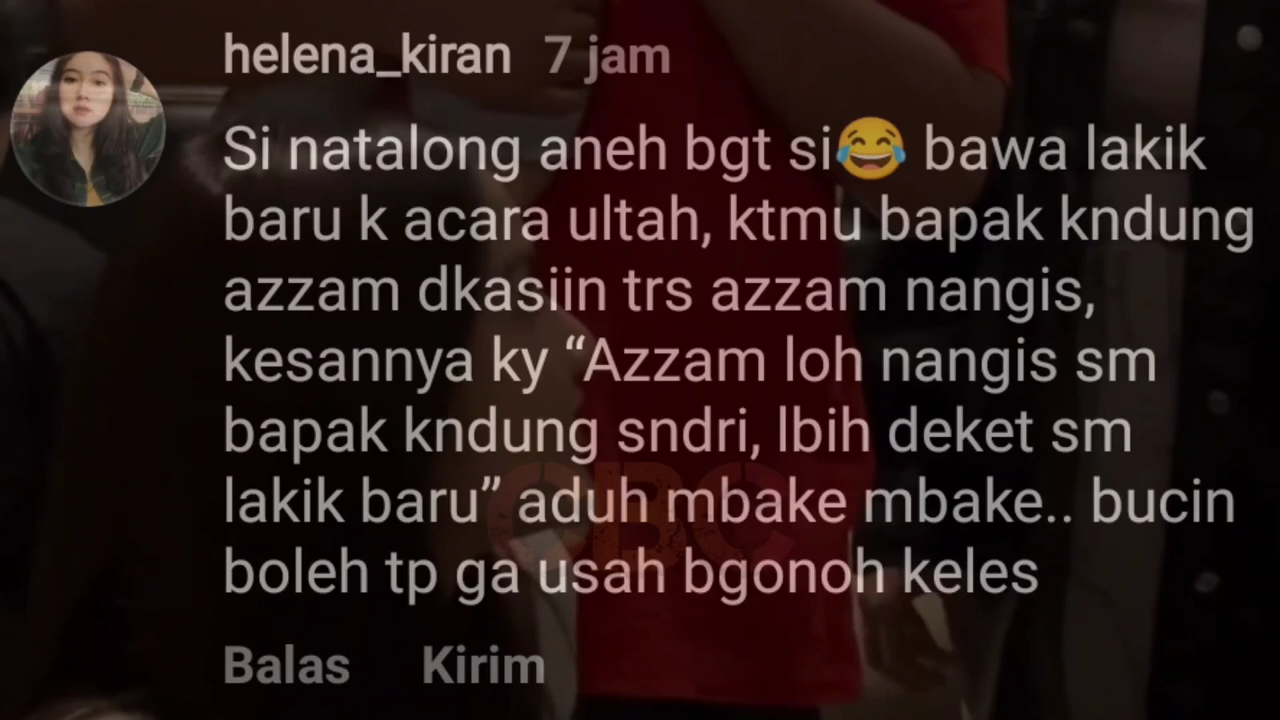 helena_kiran 7 jam
Si natalong aneh bgt si😂 bawa lakik
baru k acara ultah, ktmu bapak kndung
azzam dkasiin trs azzam nangis,
kesannya ky “Azzam loh nangis sm
bapak kndung sndri, lbih deket sm
lakik baru” aduh mbake mbake.. bucin
boleh tp ga usah bgonoh keles
Balas Kirim